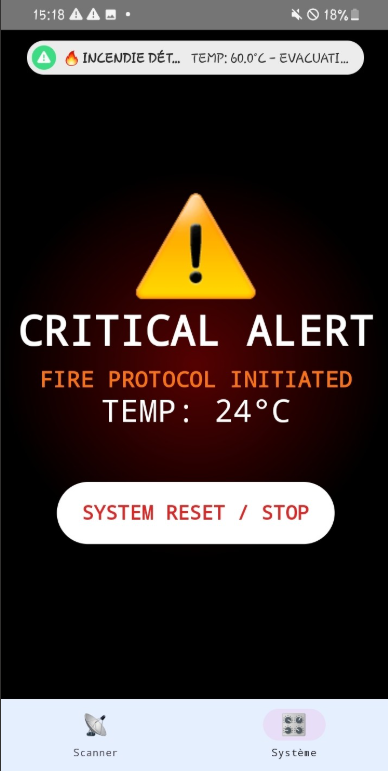 15:18 18%
INCENDIE DÉT... TEMP: 60.0°C - EVACUATI...
CRITICAL ALERT
FIRE PROTOCOL INITIATED
TEMP: 24°C
SYSTEM RESET / STOP
Scanner Système